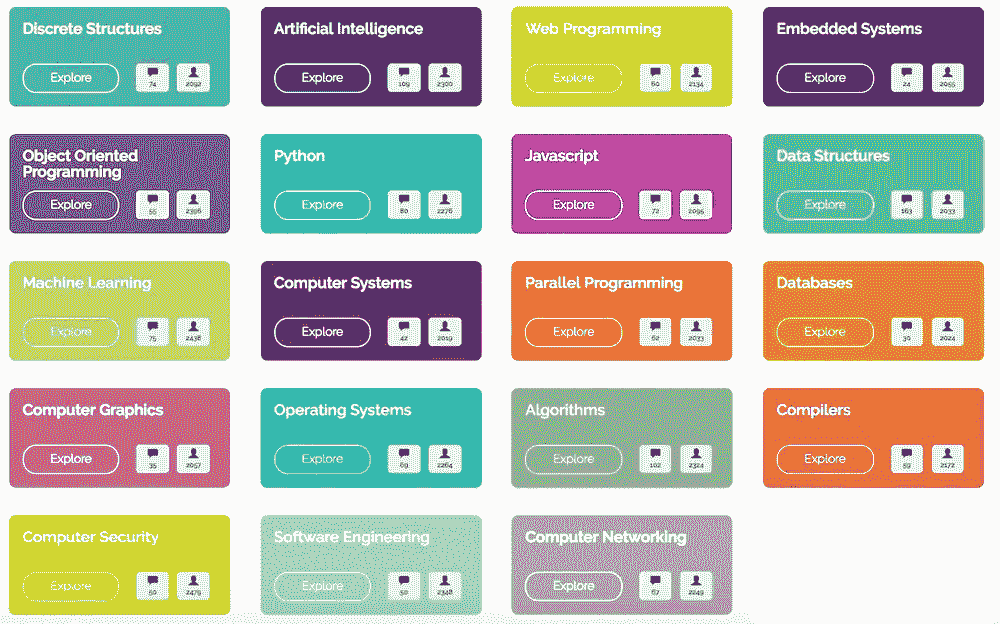 Discrete Structures
Explore
74
2092
Artificial Intelligence
Explore
109
2300
Web Programming
Explore
60
2134
Embedded Systems
Explore
24
2055
Object Oriented
Programming
Explore
55
2396
Python
Explore
80
2276
Javascript
Explore
72
2095
Data Structures
Explore
163
2033
Machine Learning
Explore
75
2438
Computer Systems
Explore
42
2019
Parallel Programming
Explore
62
2033
Databases
Explore
30
2024
Computer Graphics
Explore
35
2057
Operating Systems
Explore
69
2264
Algorithms
Explore
102
2324
Compilers
Explore
59
2172
Computer Security
Explore
50
2479
Software Engineering
Explore
50
2348
Computer Networking
Explore
67
2249